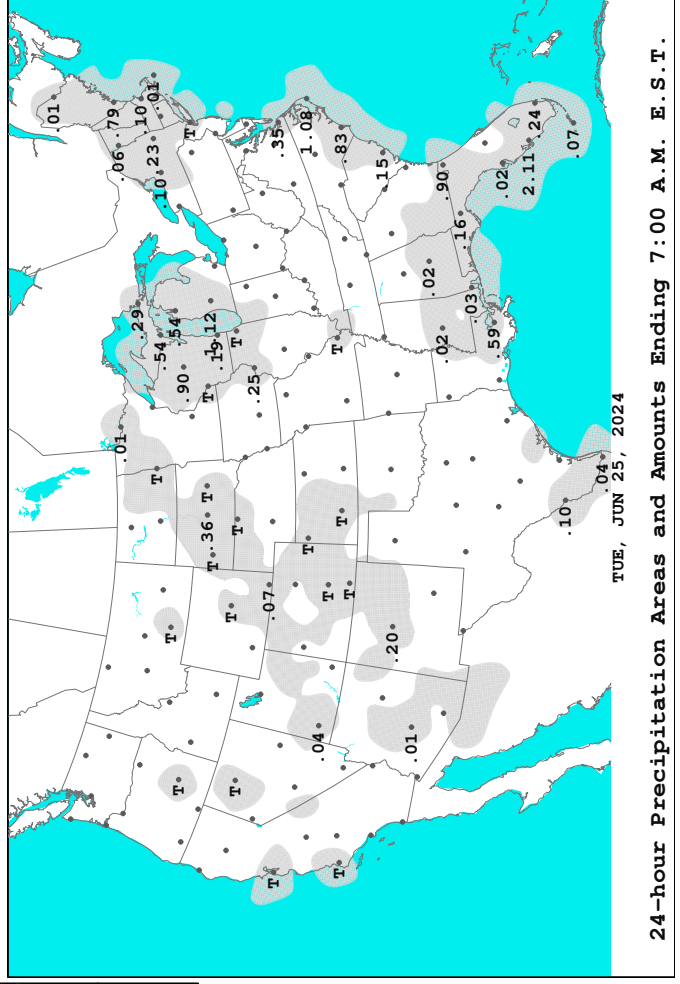 .01
.79
.06
.01
.29
.10
.01
.23
T
.54
.10
T
.54
T
.90
T
T
.36
T
1.12
T
.19
T
T
T
T
.25
.07
T
.35
1.08
T
.04
T
T
T
.83
T
T
.15
.20
.01
.02
.02
.90
.16
.03
.59
.02
2.11
.24
.10
.07
.04
TUE, JUN 25, 2024
24-hour Precipitation Areas and Amounts Ending 7:00 A.M. E.S.T.